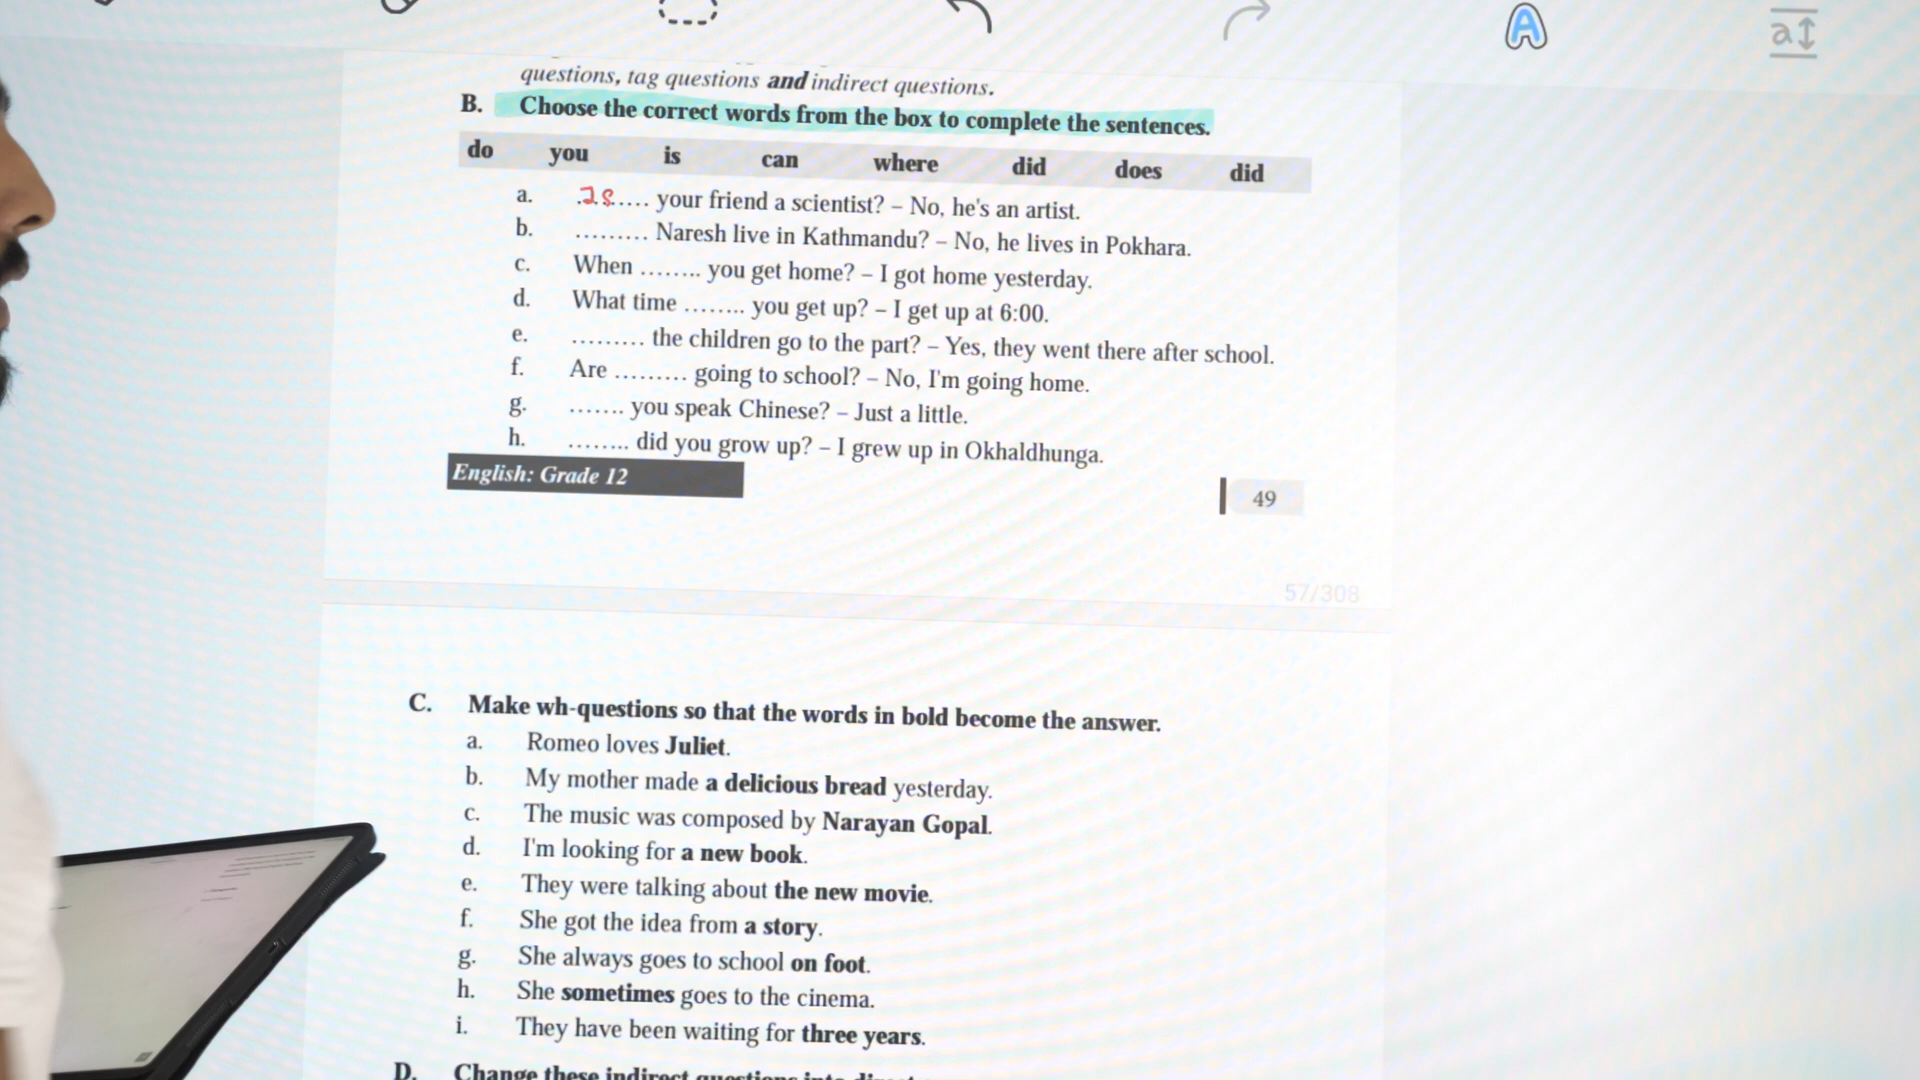 questions, tag questions and indirect questions.
B. Choose the correct words from the box to complete the sentences.
do you is can where did does did
a. .Is..... your friend a scientist? – No, he's an artist.
b. ......... Naresh live in Kathmandu? – No, he lives in Pokhara.
c. When ........ you get home? – I got home yesterday.
d. What time ........ you get up? – I get up at 6:00.
e. ......... the children go to the part? – Yes, they went there after school.
f. Are ......... going to school? – No, I'm going home.
g. ....... you speak Chinese? – Just a little.
h. ........ did you grow up? – I grew up in Okhaldhunga.
English: Grade 12
49
57/308
C. Make wh-questions so that the words in bold become the answer.
a. Romeo loves Juliet.
b. My mother made a delicious bread yesterday.
c. The music was composed by Narayan Gopal.
d. I'm looking for a new book.
e. They were talking about the new movie.
f. She got the idea from a story.
g. She always goes to school on foot.
h. She sometimes goes to the cinema.
i. They have been waiting for three years.
D. Change these indirect questions into direct